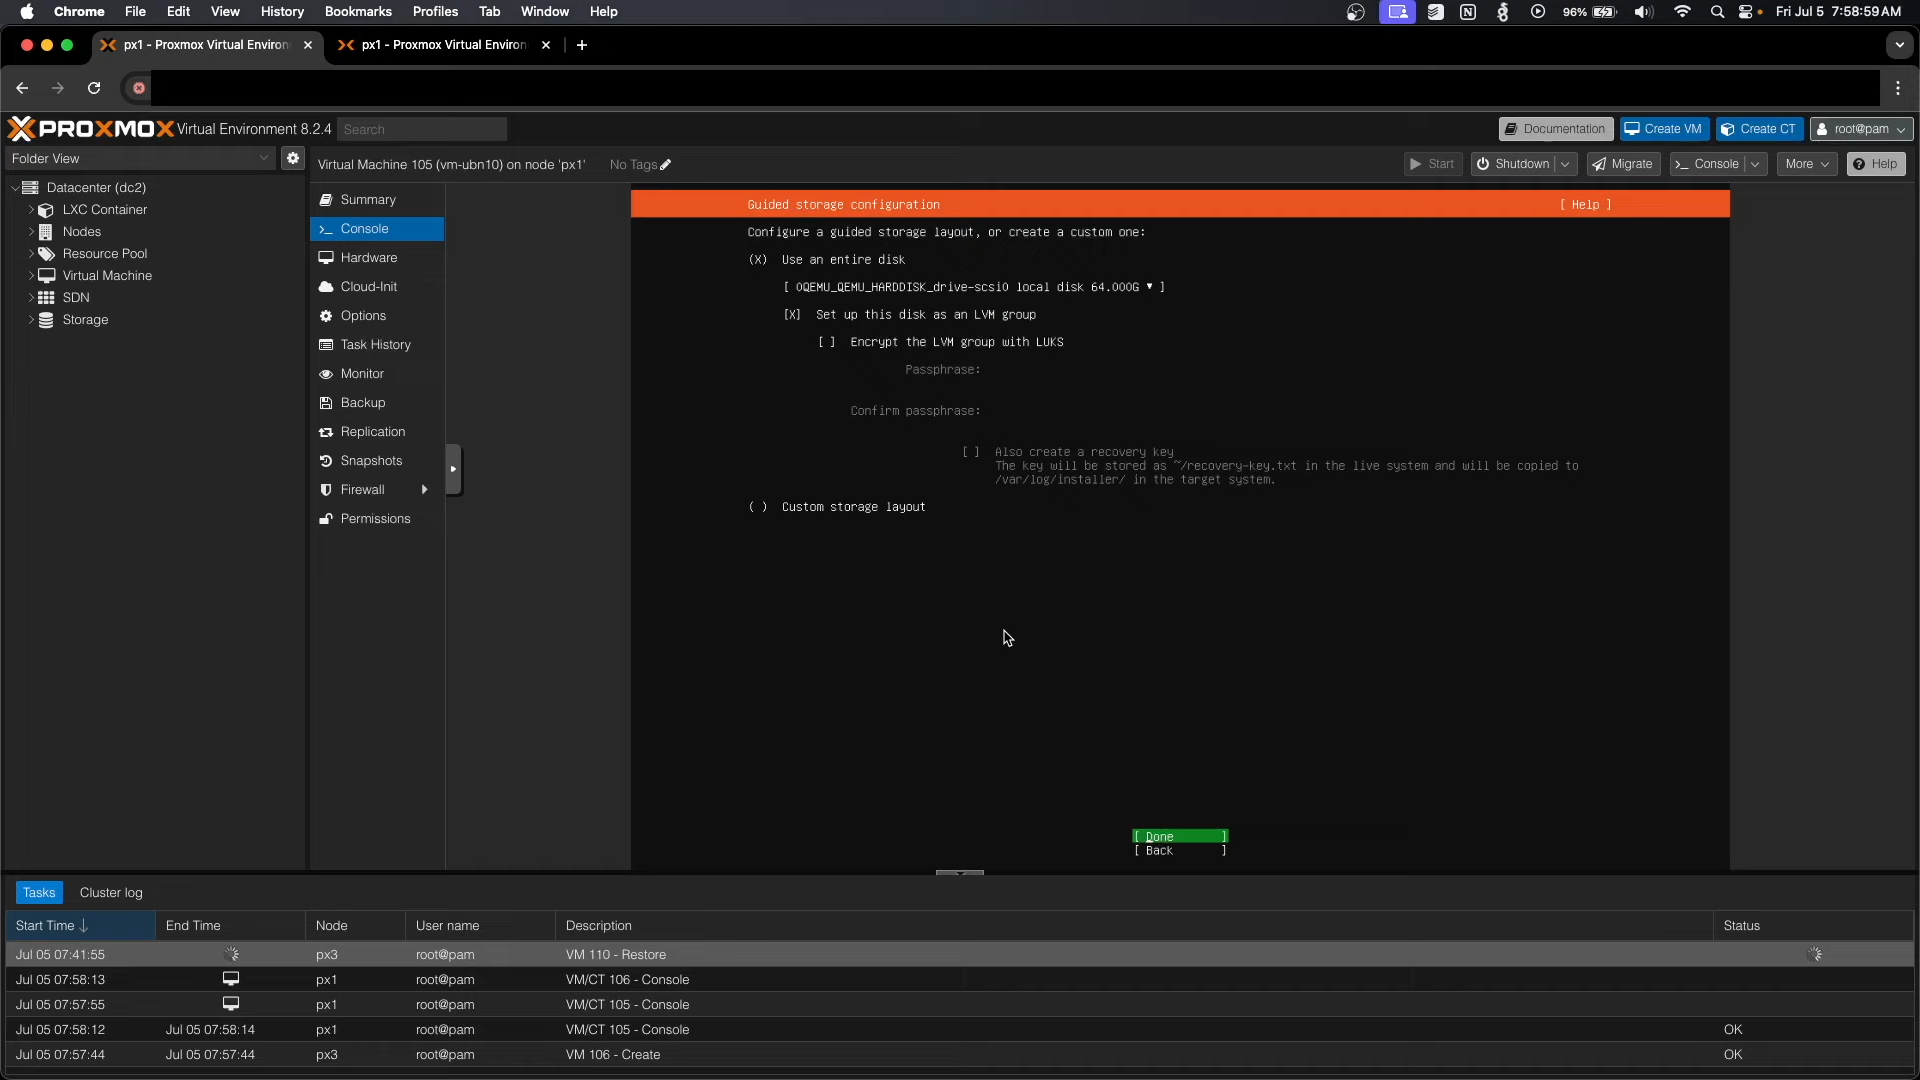 Chrome File Edit View History Bookmarks Profiles Tab Window Help 96% Fri Jul 5 7:58:59 AM
px1 - Proxmox Virtual Environ px1 - Proxmox Virtual Environ
PROXMOX Virtual Environment 8.2.4 Search Documentation Create VM Create CT root@pam
Folder View
Virtual Machine 105 (vm-ubn10) on node 'px1' No Tags Start Shutdown Migrate Console More Help
Datacenter (dc2)
LXC Container
Nodes
Resource Pool
Virtual Machine
SDN
Storage
Summary
Console
Hardware
Cloud-Init
Options
Task History
Monitor
Backup
Replication
Snapshots
Firewall
Permissions
Guided storage configuration [ Help ]
Configure a guided storage layout, or create a custom one:
(X) Use an entire disk
[ 0QEMU_QEMU_HARDDISK_drive-scsi0 local disk 64.000G ▾ ]
[X] Set up this disk as an LVM group
[ ] Encrypt the LVM group with LUKS
Passphrase:
Confirm passphrase:
[ ] Also create a recovery key
The key will be stored as ~/recovery-key.txt in the live system and will be copied to
/var/log/installer/ in the target system.
( ) Custom storage layout
[ Done ]
[ Back ]
Tasks Cluster log
Start Time ↓ End Time Node User name Description Status
Jul 05 07:41:55 px3 root@pam VM 110 - Restore
Jul 05 07:58:13 px1 root@pam VM/CT 106 - Console
Jul 05 07:57:55 px1 root@pam VM/CT 105 - Console
Jul 05 07:58:12 Jul 05 07:58:14 px1 root@pam VM/CT 105 - Console OK
Jul 05 07:57:44 Jul 05 07:57:44 px3 root@pam VM 106 - Create OK